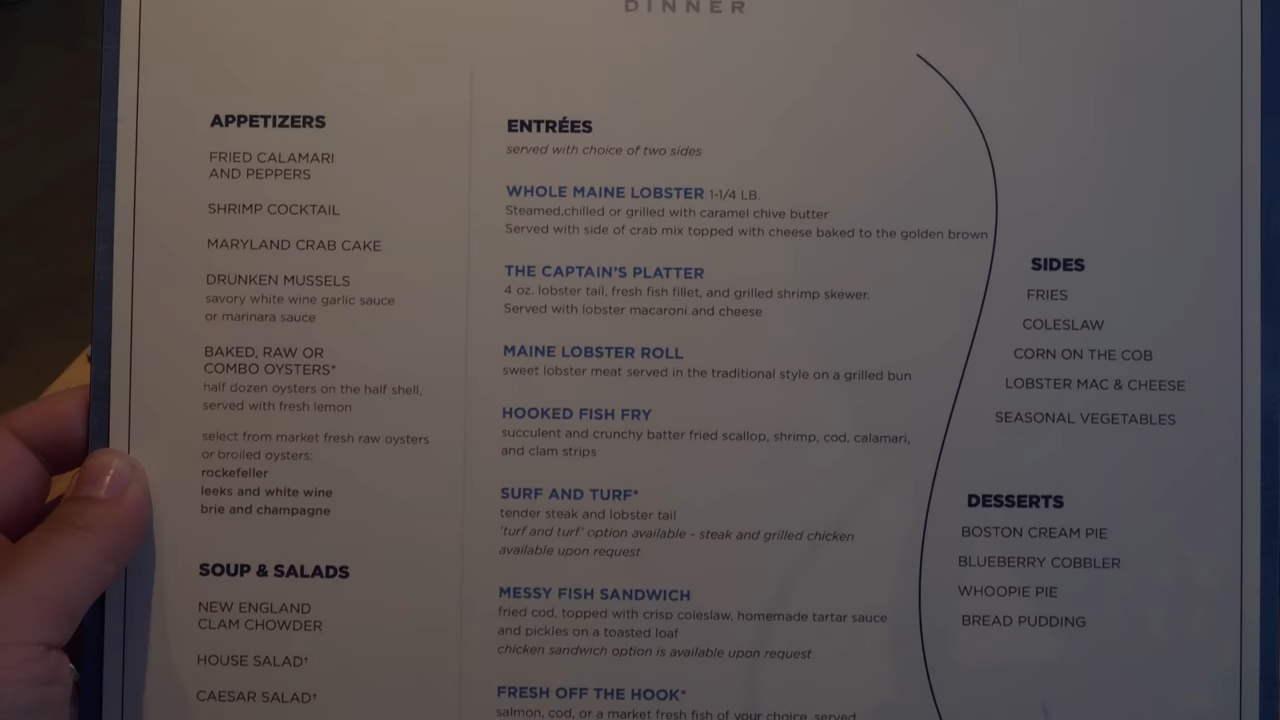 DINNER
APPETIZERS
FRIED CALAMARI
AND PEPPERS
SHRIMP COCKTAIL
MARYLAND CRAB CAKE
DRUNKEN MUSSELS
savory white wine garlic sauce
or marinara sauce
BAKED, RAW OR
COMBO OYSTERS*
half dozen oysters on the half shell,
served with fresh lemon
select from market fresh raw oysters
or broiled oysters:
rockefeller
leeks and white wine
brie and champagne
SOUP & SALADS
NEW ENGLAND
CLAM CHOWDER
HOUSE SALAD†
CAESAR SALAD†
ENTRÉES
served with choice of two sides
WHOLE MAINE LOBSTER 1-1/4 LB.
Steamed,chilled or grilled with caramel chive butter
Served with side of crab mix topped with cheese baked to the golden brown
THE CAPTAIN'S PLATTER
4 oz. lobster tail, fresh fish fillet, and grilled shrimp skewer.
Served with lobster macaroni and cheese
MAINE LOBSTER ROLL
sweet lobster meat served in the traditional style on a grilled bun
HOOKED FISH FRY
succulent and crunchy batter fried scallop, shrimp, cod, calamari,
and clam strips
SURF AND TURF*
tender steak and lobster tail
'turf and turf' option available - steak and grilled chicken
available upon request
MESSY FISH SANDWICH
fried cod, topped with crisp coleslaw, homemade tartar sauce
and pickles on a toasted loaf
chicken sandwich option is available upon request
FRESH OFF THE HOOK*
salmon, cod, or a market fresh fish of your choice, served
SIDES
FRIES
COLESLAW
CORN ON THE COB
LOBSTER MAC & CHEESE
SEASONAL VEGETABLES
DESSERTS
BOSTON CREAM PIE
BLUEBERRY COBBLER
WHOOPIE PIE
BREAD PUDDING